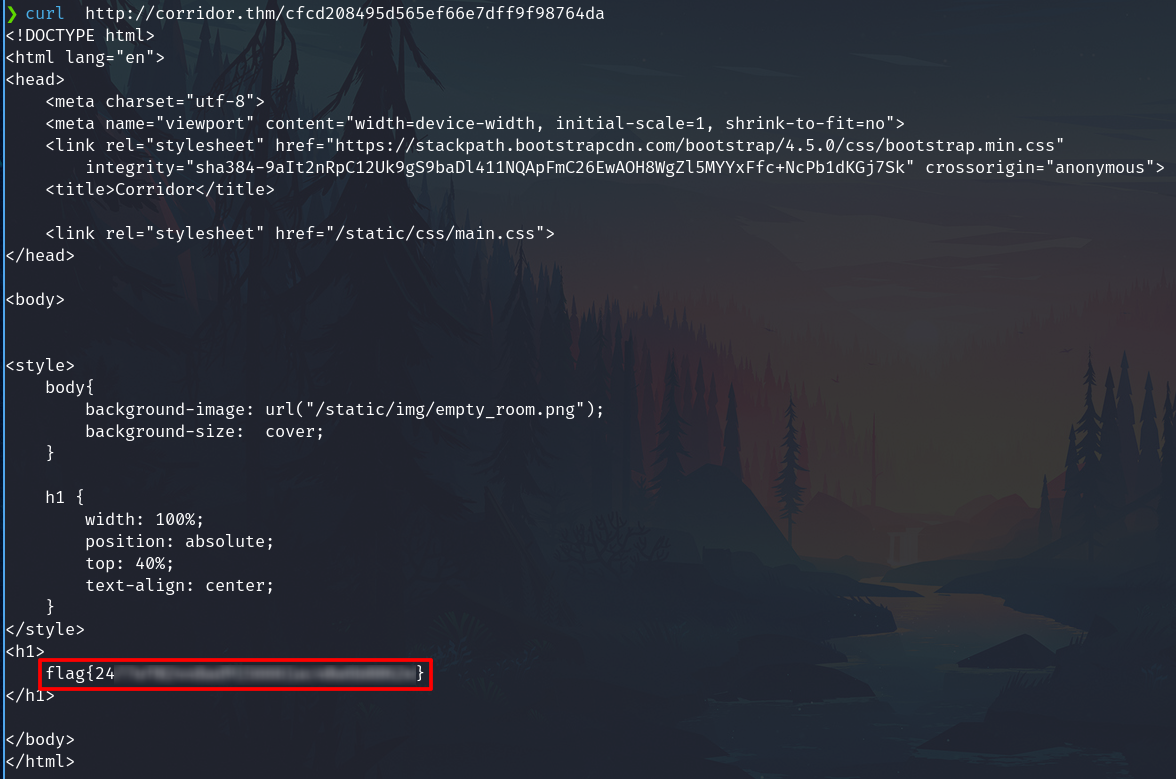 ❯ curl  http://corridor.thm/cfcd208495d565ef66e7dff9f98764da
<!DOCTYPE html>
<html lang="en">
<head>
    <meta charset="utf-8">
    <meta name="viewport" content="width=device-width, initial-scale=1, shrink-to-fit=no">
    <link rel="stylesheet" href="https://stackpath.bootstrapcdn.com/bootstrap/4.5.0/css/bootstrap.min.css"
        integrity="sha384-9aIt2nRpC12Uk9gS9baDl411NQApFmC26EwAOH8WgZl5MYYxFfc+NcPb1dKGj7Sk" crossorigin="anonymous">
    <title>Corridor</title>

    <link rel="stylesheet" href="/static/css/main.css">
</head>

<body>


<style>
    body{
        background-image: url("/static/img/empty_room.png");
        background-size:  cover;
    }

    h1 {
        width: 100%;
        position: absolute;
        top: 40%;
        text-align: center;
    }
</style>
<h1>
    flag{24 }
</h1>

</body>
</html>